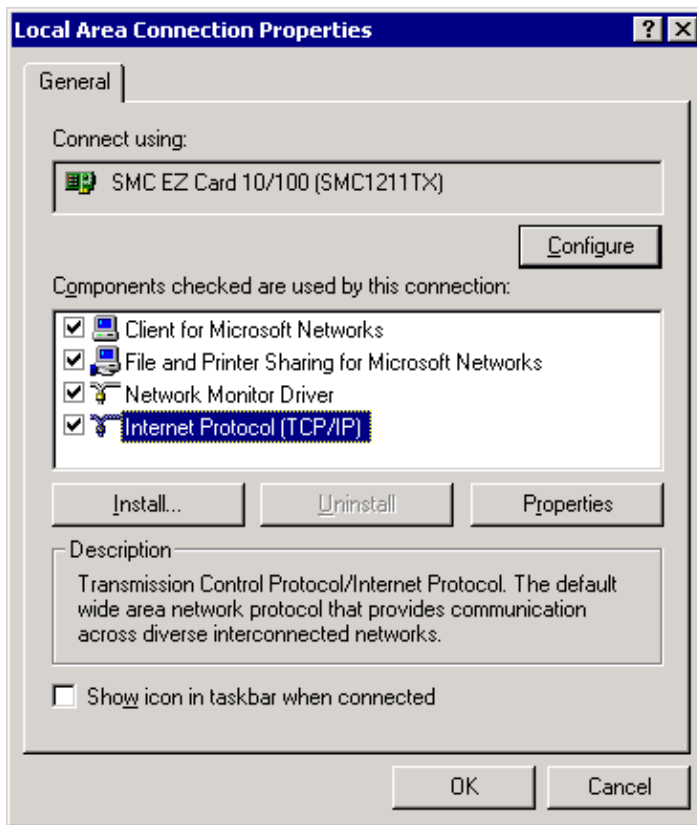 Local Area Connection Properties
General
Connect using:
SMC EZ Card 10/100 (SMC1211TX)
Configure
Components checked are used by this connection:
Client for Microsoft Networks
File and Printer Sharing for Microsoft Networks
Network Monitor Driver
Internet Protocol (TCP/IP)
Install... Uninstall Properties
Description
Transmission Control Protocol/Internet Protocol. The default
wide area network protocol that provides communication
across diverse interconnected networks.
Show icon in taskbar when connected
OK Cancel